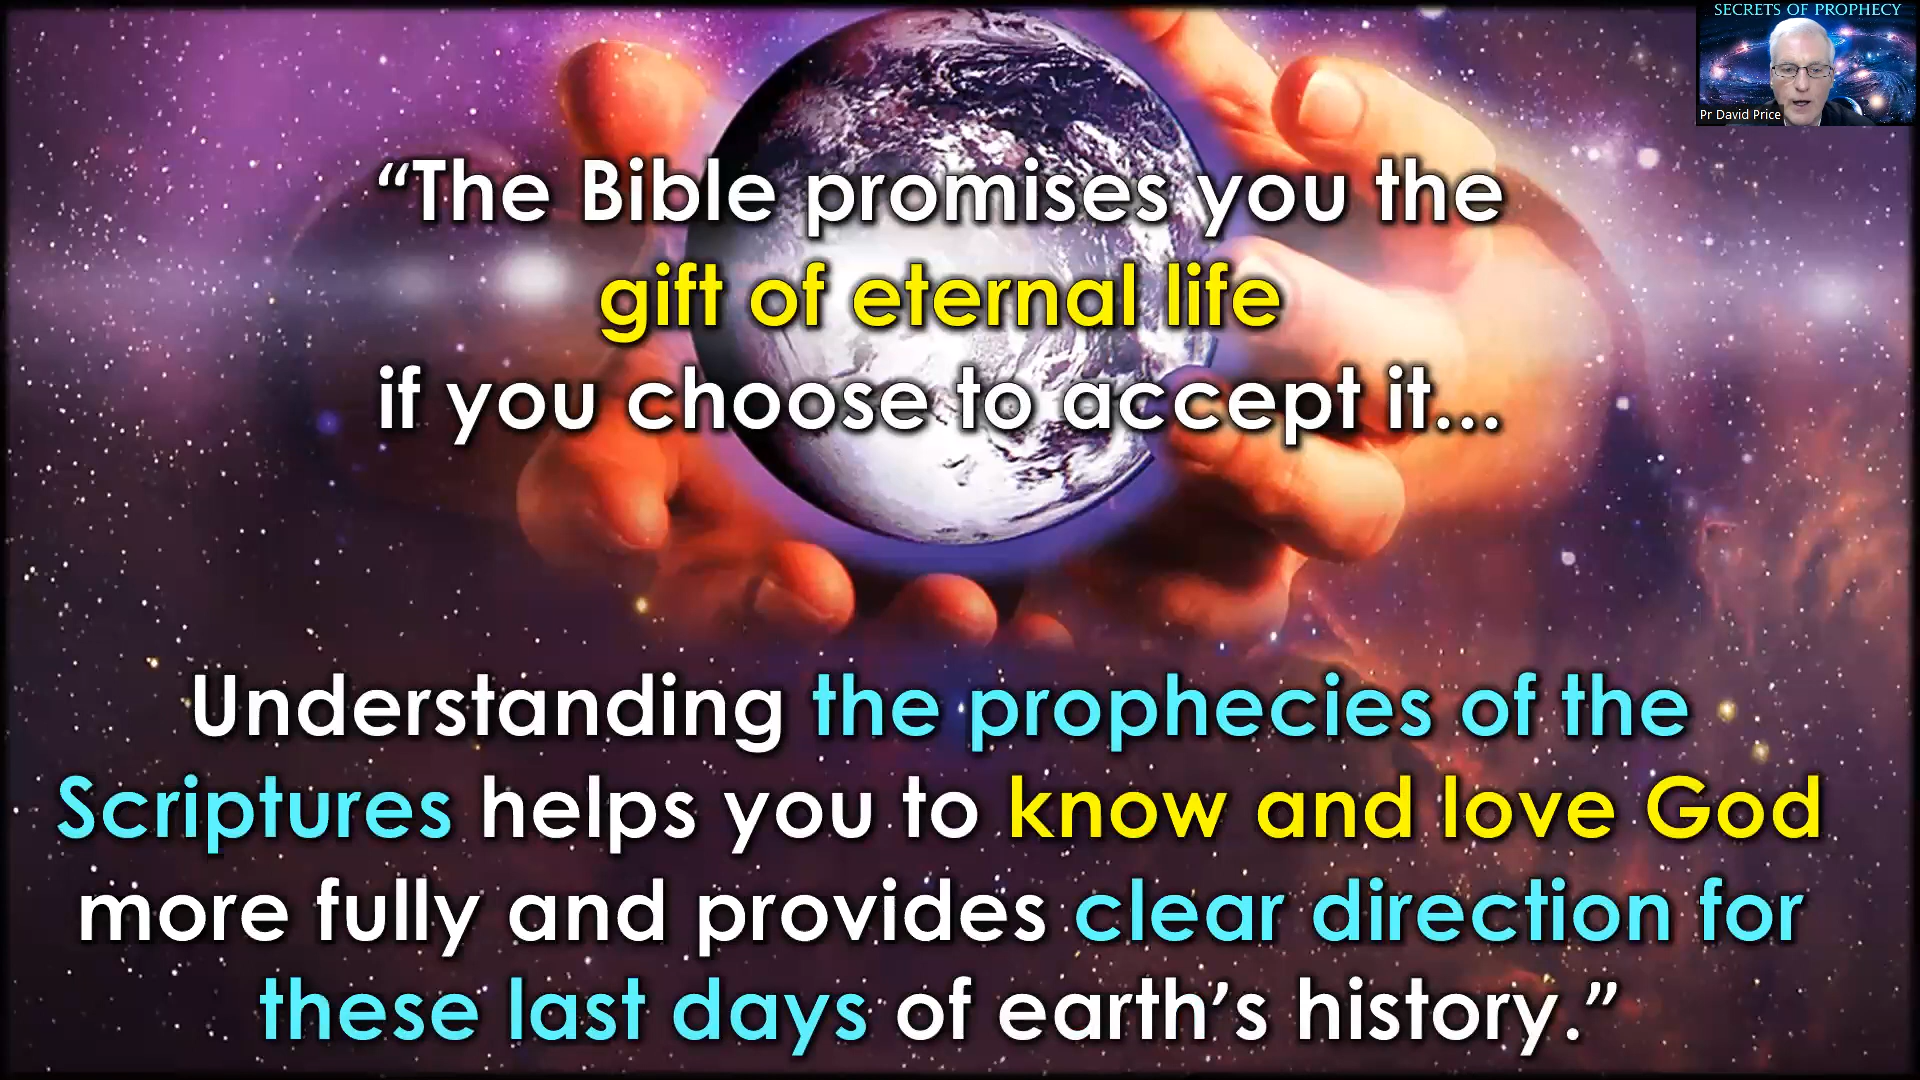 SECRETS OF PROPHECY
Pr David Price
“The Bible promises you the
gift of eternal life
if you choose to accept it...
Understanding the prophecies of the
Scriptures helps you to know and love God
more fully and provides clear direction for
these last days of earth’s history.”